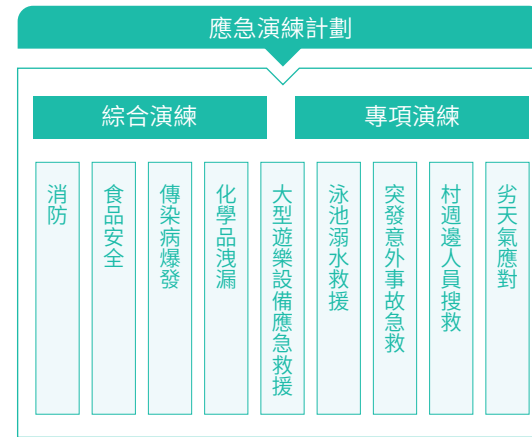 應急演練計劃
綜合演練
專項演練
消防
食品安全
傳染病爆發
化學品洩漏
大型遊樂設備應急救援
泳池溺水救援
突發意外事故急救
村週邊人員搜救
劣天氣應對